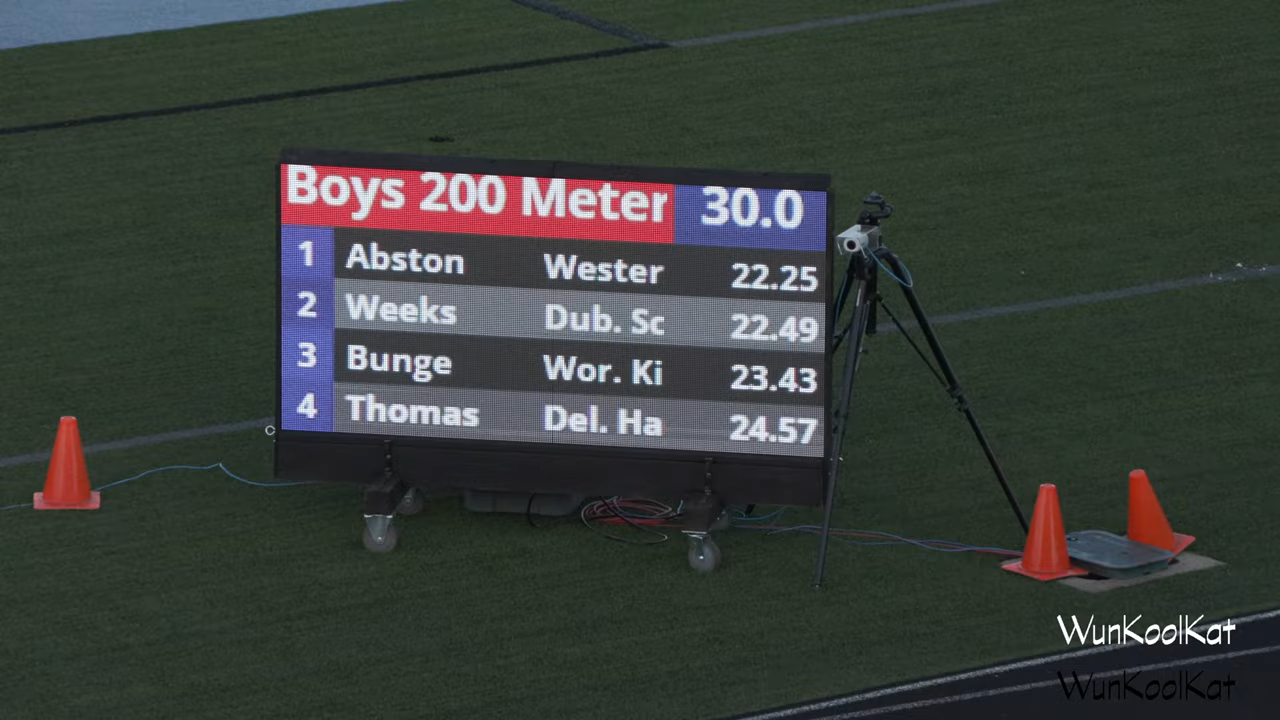 Boys 200 Meter 30.0
1 Abston Wester 22.25
2 Weeks Dub. Sc 22.49
3 Bunge Wor. Ki 23.43
4 Thomas Del. Ha 24.57
WunKoolKat
WunKoolKat